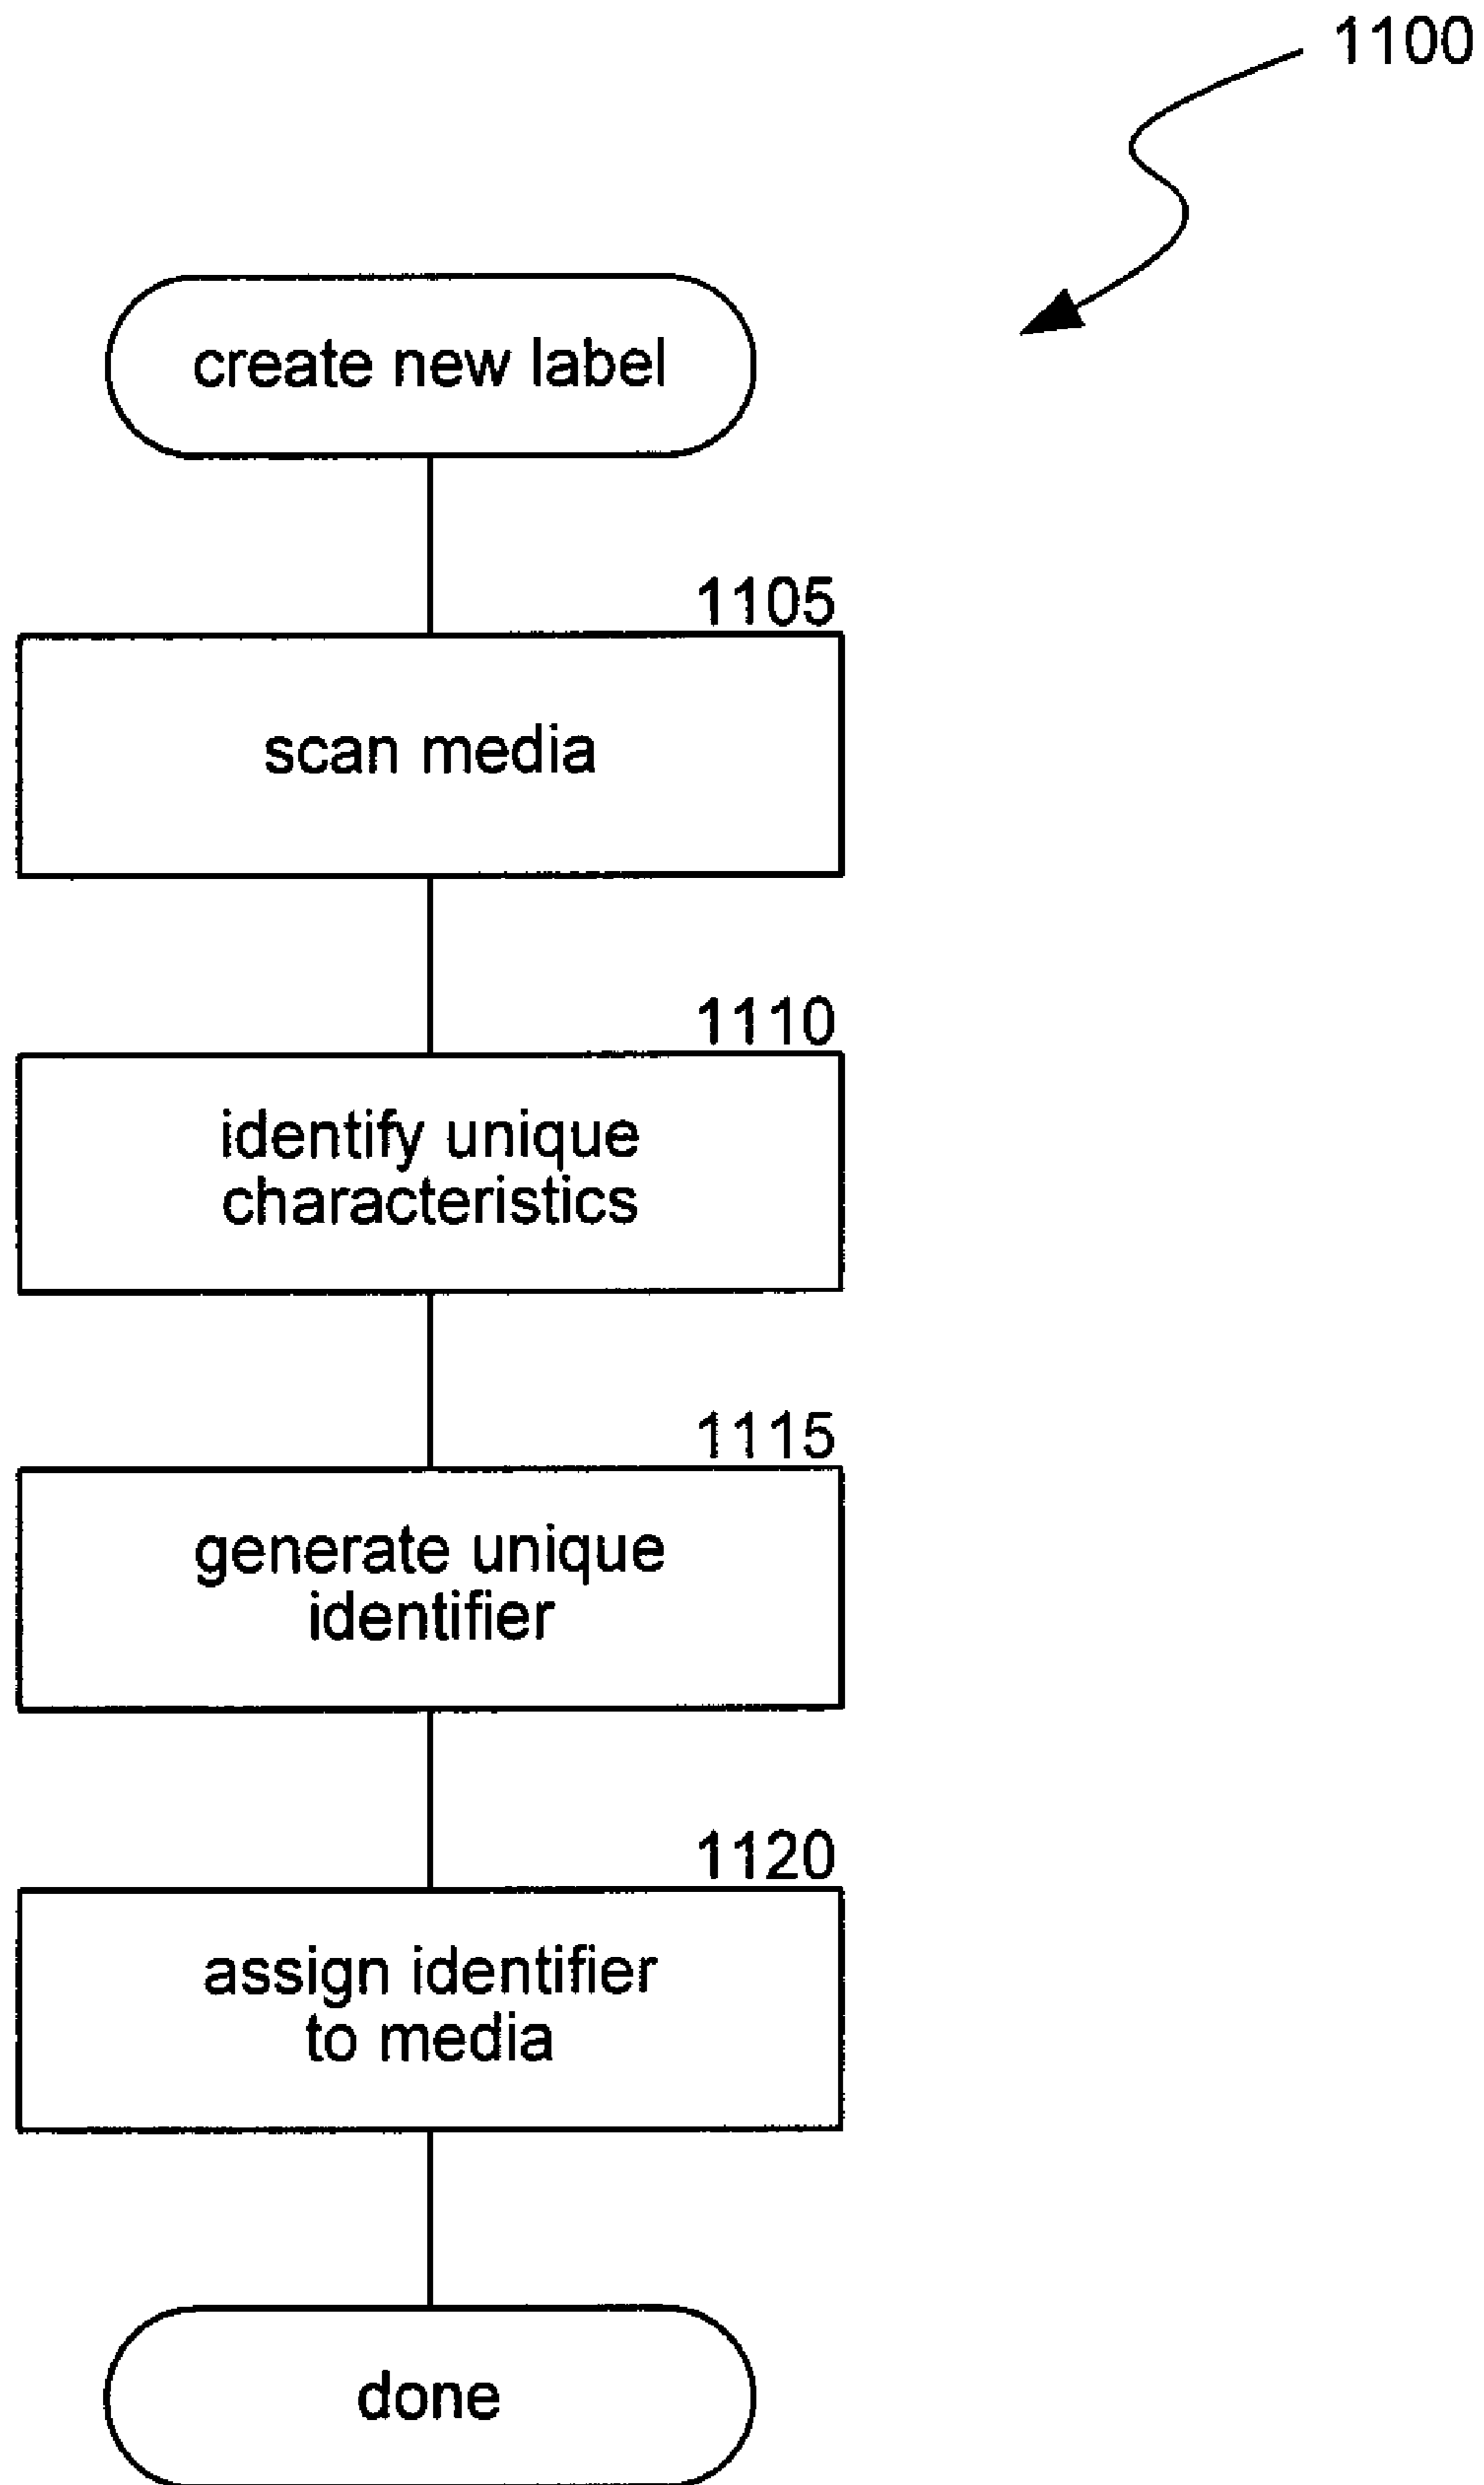 1100
create new label
1105
scan media
1110
identify unique
characteristics
1115
generate unique
identifier
1120
assign identifier
to media
done